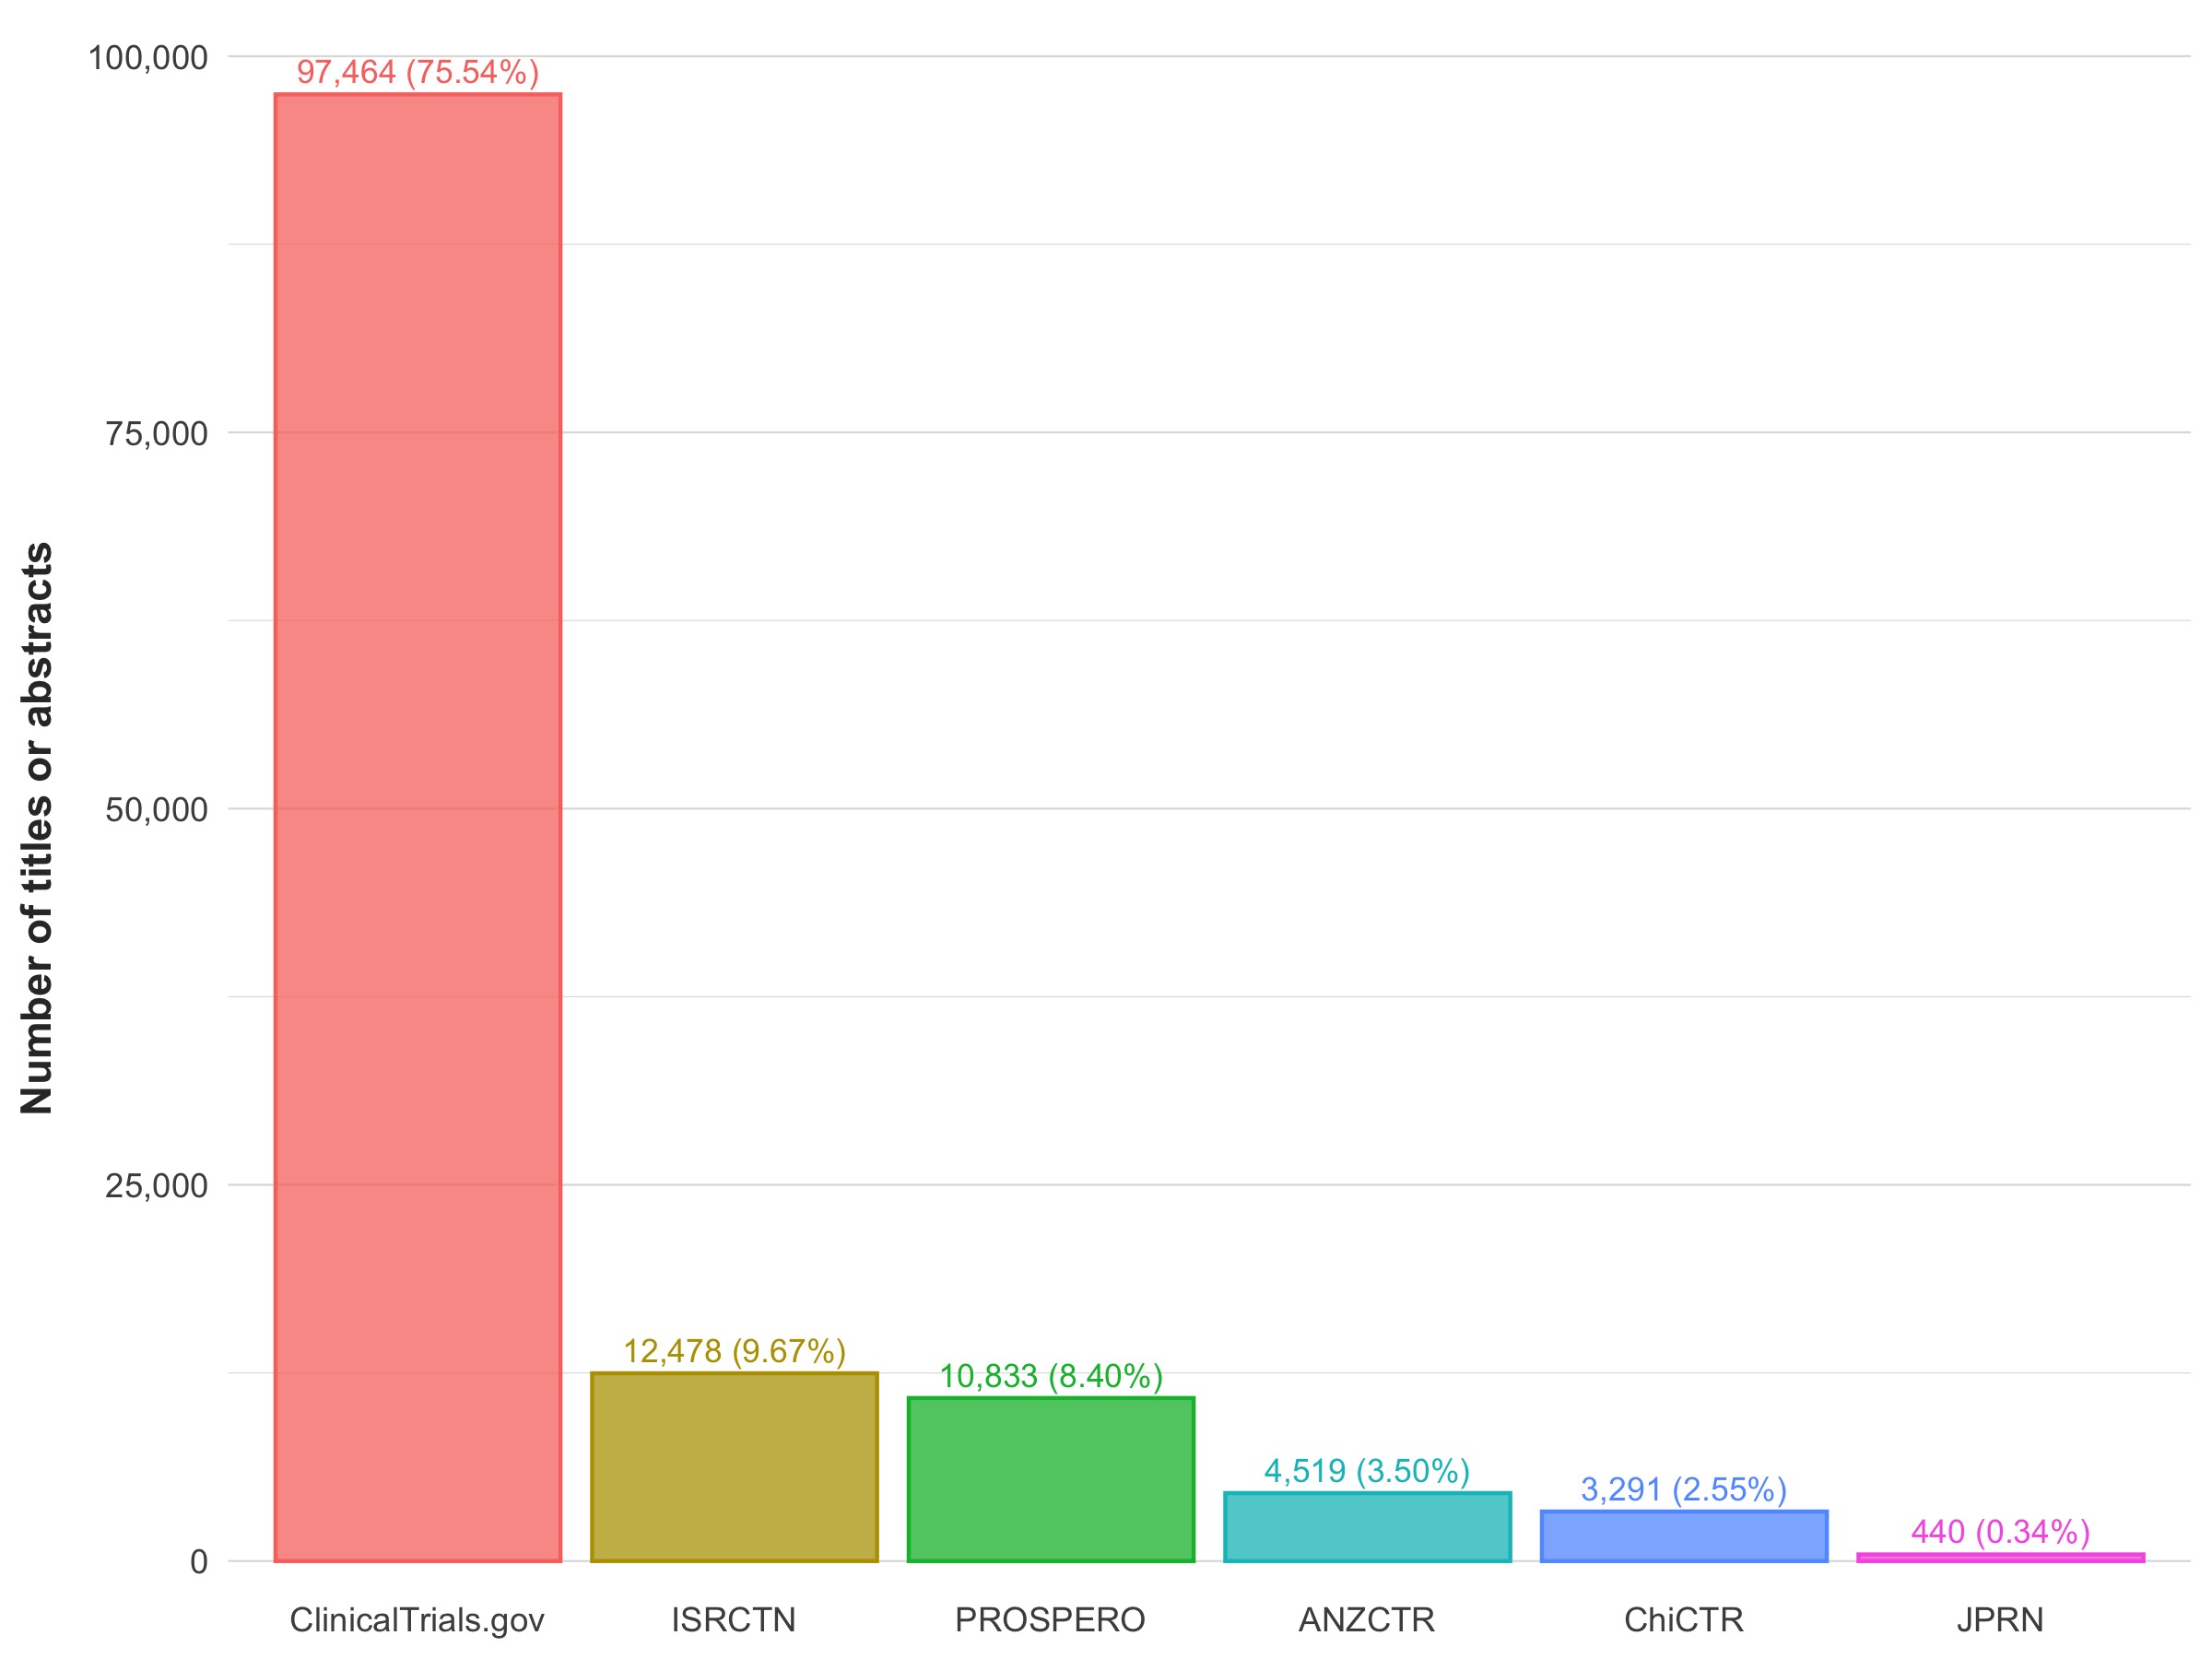 Number of titles or abstracts
100,000
75,000
50,000
25,000
0
97,464 (75.54%)
12,478 (9.67%)
10,833 (8.40%)
4,519 (3.50%)
3,291 (2.55%)
440 (0.34%)
ClinicalTrials.gov
ISRCTN
PROSPERO
ANZCTR
ChiCTR
JPRN